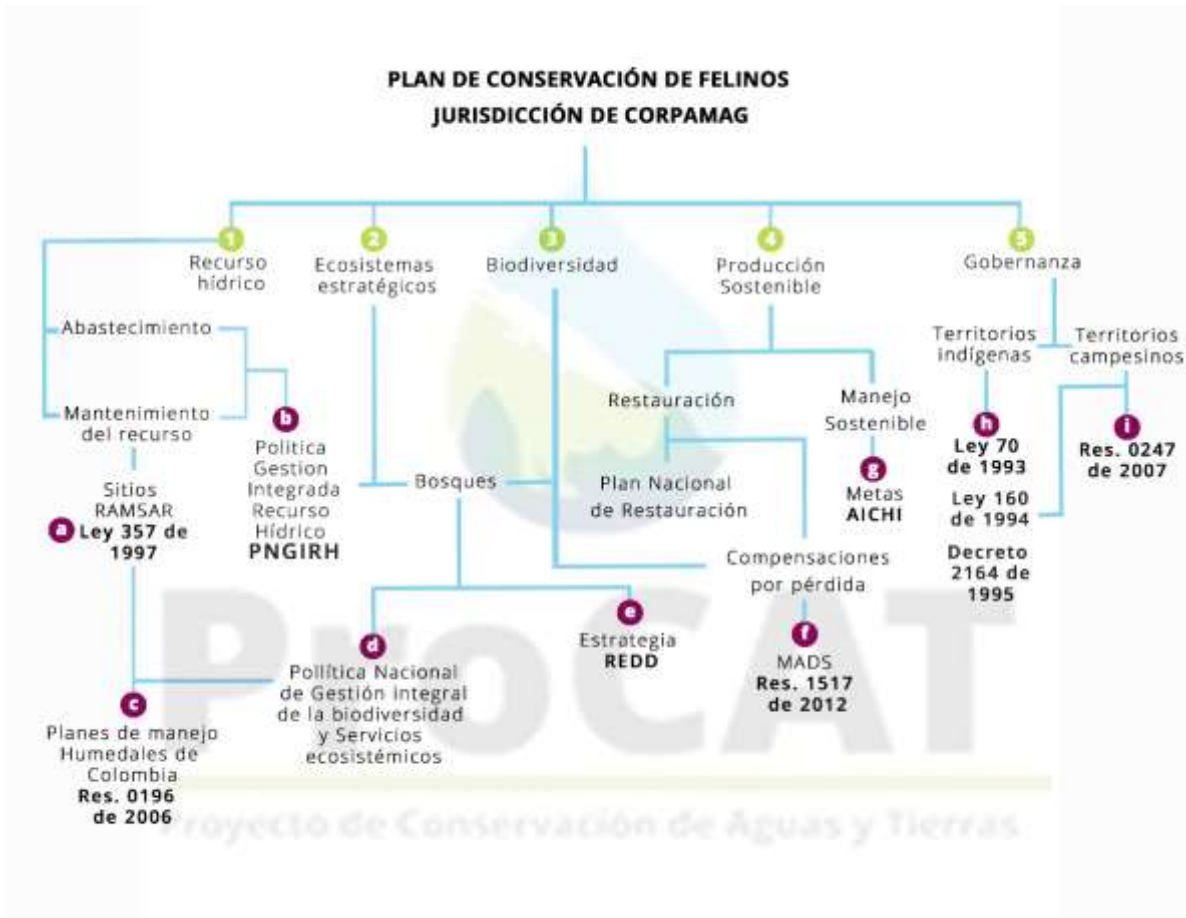 PLAN DE CONSERVACIÓN DE FELINOS
JURISDICCIÓN DE CORPAMAG
1
Recurso
hídrico
2
Ecosistemas
estratégicos
3
Biodiversidad
4
Producción
Sostenible
5
Gobernanza
Abastecimiento
Mantenimiento
del recurso
Sitios
RAMSAR
a Ley 357 de
1997
b
Politica
Gestion
Integrada
Recurso
Hídrico
PNGIRH
c
Planes de manejo
Humedales de
Colombia
Res. 0196
de 2006
Bosques
d
Pollítica Nacional
de Gestión integral
de la biodiversidad
y Servicios
ecosistémicos
e
Estrategia
REDD
Restauración
Plan Nacional
de Restauración
Compensaciones
por pérdida
f
MADS
Res. 1517
de 2012
Manejo
Sostenible
g
Metas
AICHI
Territorios
indígenas
h
Ley 70
de 1993
Ley 160
de 1994
Decreto
2164 de
1995
Territorios
campesinos
i
Res. 0247
de 2007
ProCAT
Proyecto de Conservación de Aguas y Tierras